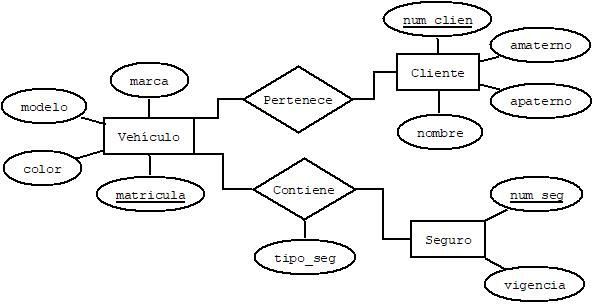 num_clien
amaterno
marca
Cliente
Pertenece
apaterno
modelo
Vehículo
nombre
color
matricula
Contiene
num_seg
Seguro
tipo_seg
vigencia